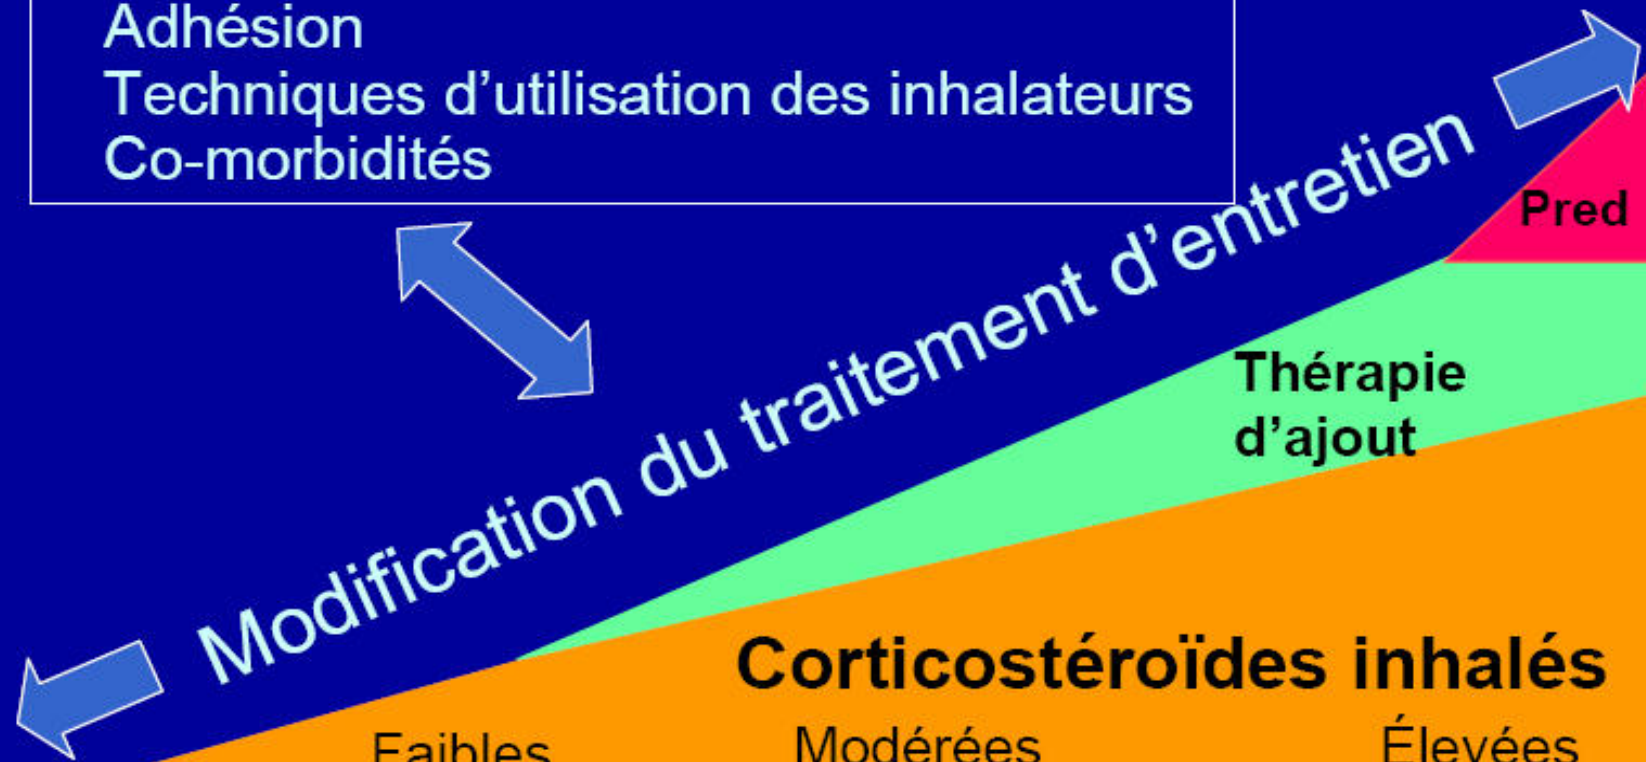 Adhésion
Techniques d’utilisation des inhalateurs
Co-morbidités
Modification du traitement d’entretien
Pred
Thérapie
d’ajout
Corticostéroïdes inhalés
Faibles Modérées Élevées